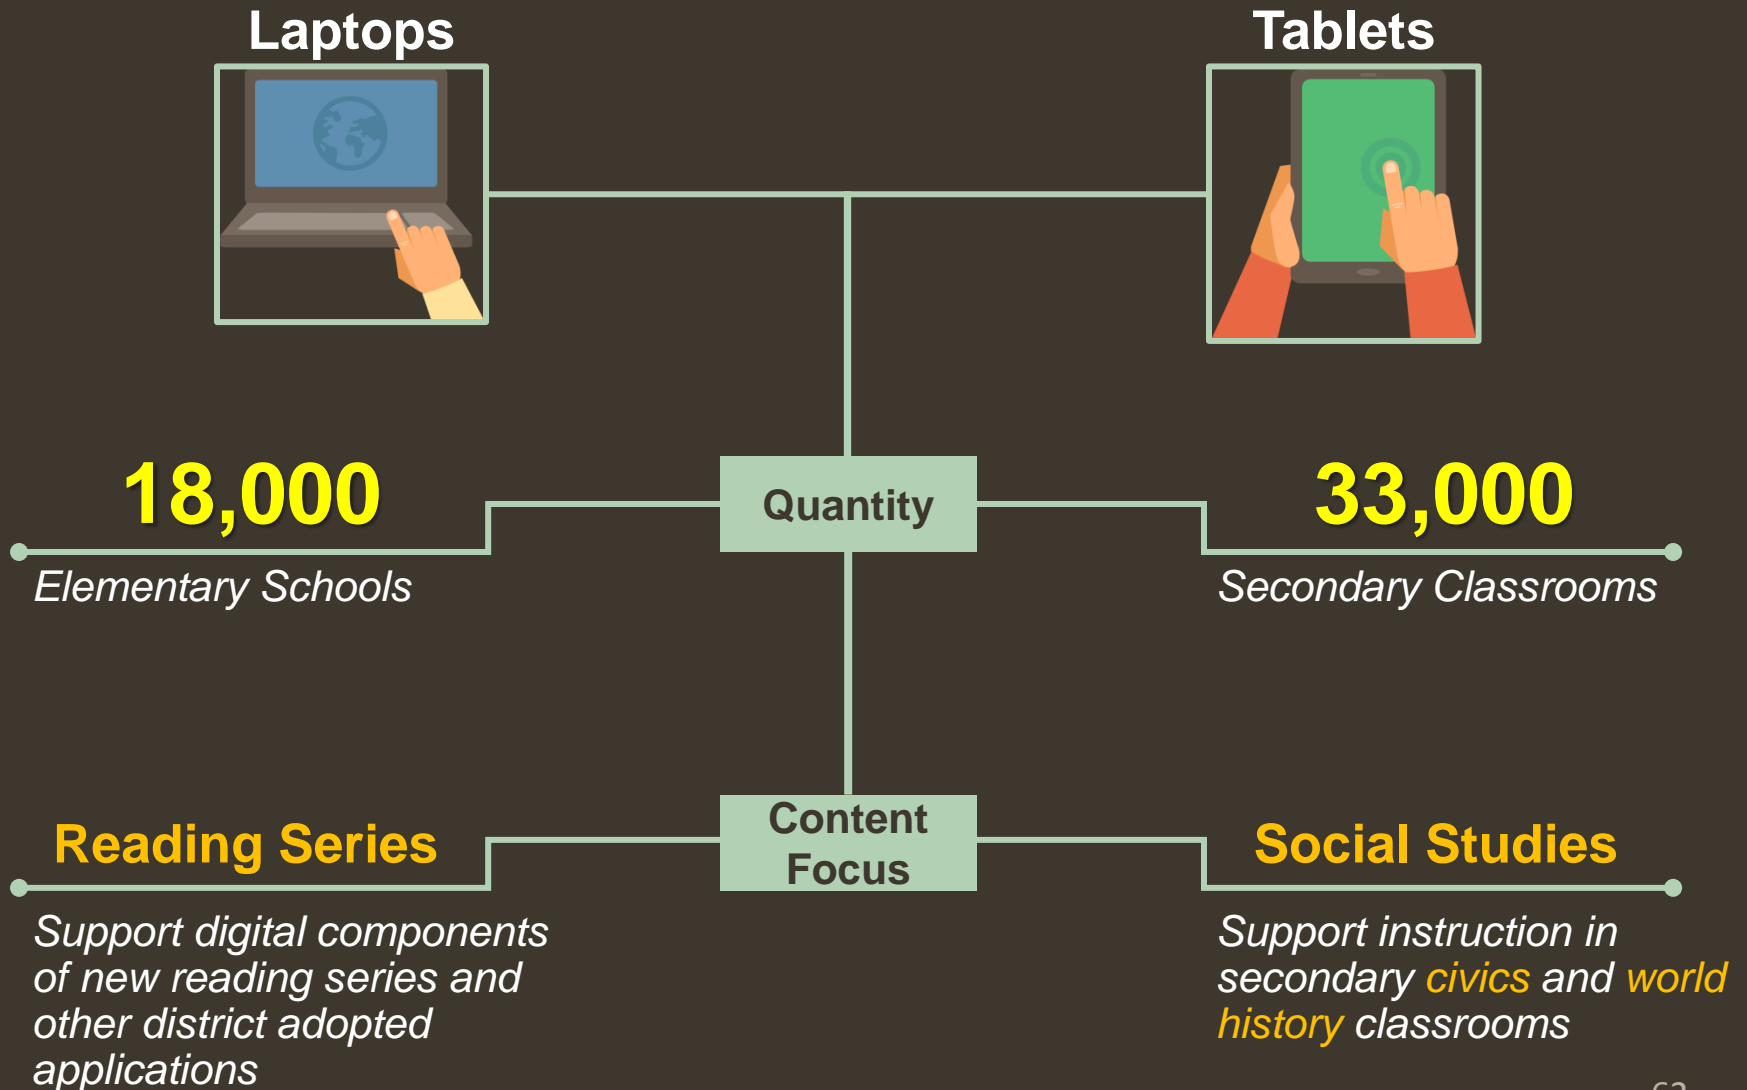 Laptops
Tablets
18,000
Quantity
33,000
Elementary Schools
Secondary Classrooms
Reading Series
Content
Focus
Social Studies
Support digital components
of new reading series and
other district adopted
applications
Support instruction in
secondary civics and world
history classrooms